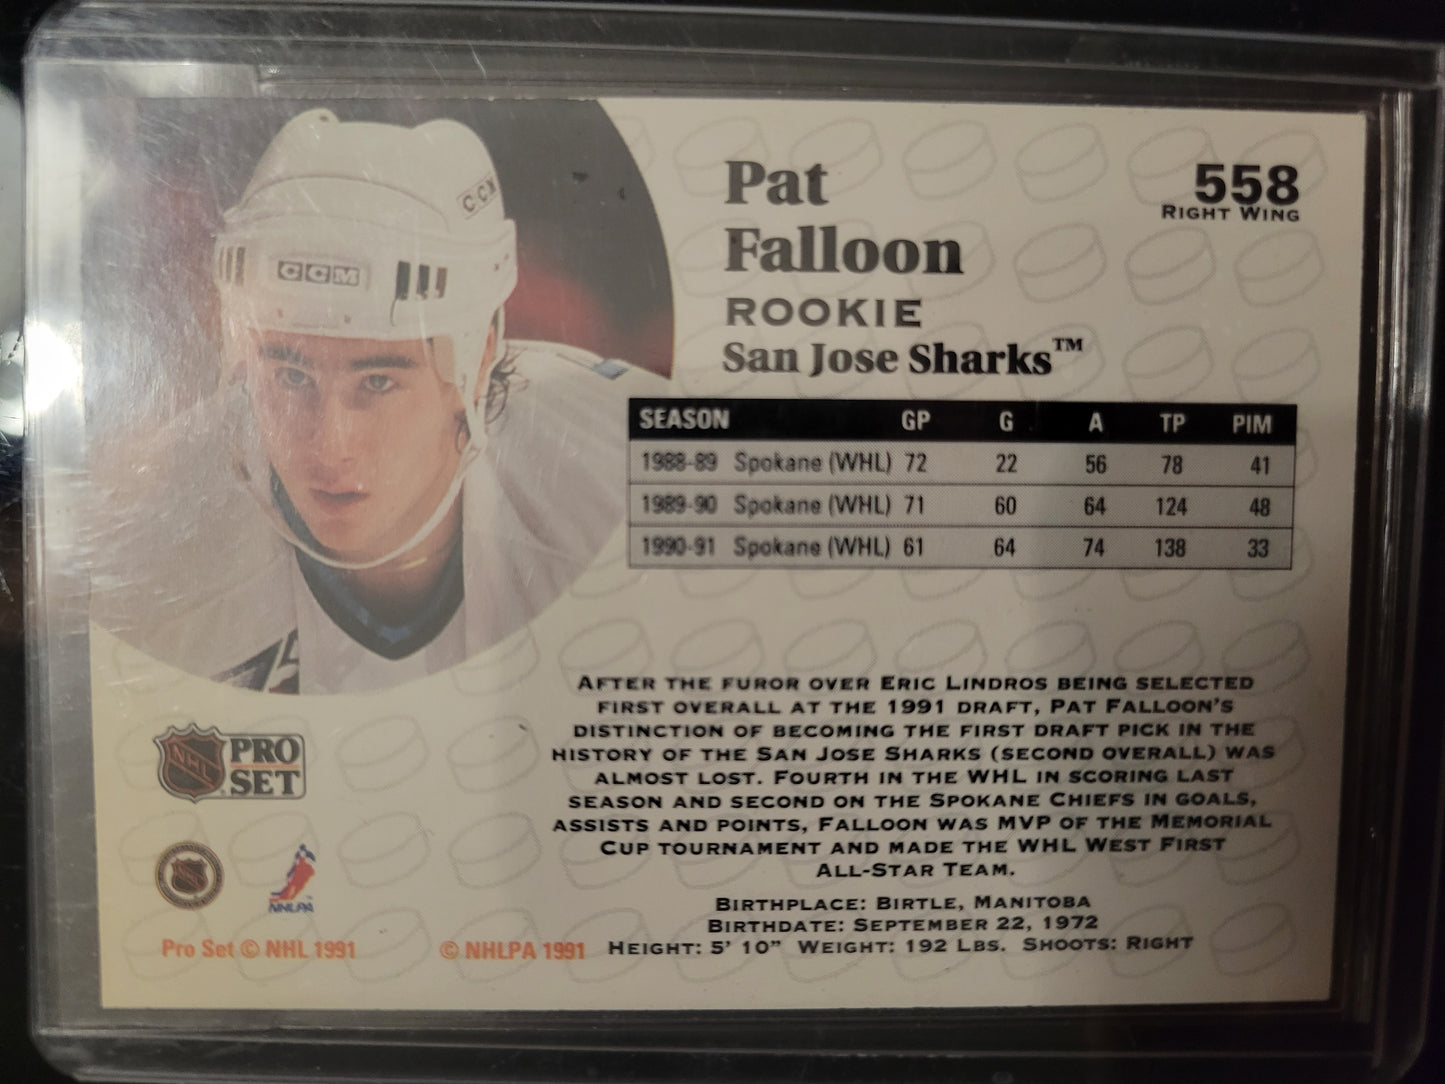 Pat
Falloon
ROOKIE
San Jose Sharks™
558
RIGHT WING
CCM
CCM
SEASON GP G A TP PIM
1988-89 Spokane (WHL) 72 22 56 78 41
1989-90 Spokane (WHL) 71 60 64 124 48
1990-91 Spokane (WHL) 61 64 74 138 33
AFTER THE FUROR OVER ERIC LINDROS BEING SELECTED
FIRST OVERALL AT THE 1991 DRAFT, PAT FALLOON'S
DISTINCTION OF BECOMING THE FIRST DRAFT PICK IN THE
HISTORY OF THE SAN JOSE SHARKS (SECOND OVERALL) WAS
ALMOST LOST. FOURTH IN THE WHL IN SCORING LAST
SEASON AND SECOND ON THE SPOKANE CHIEFS IN GOALS,
ASSISTS AND POINTS, FALLOON WAS MVP OF THE MEMORIAL
CUP TOURNAMENT AND MADE THE WHL WEST FIRST
ALL-STAR TEAM.
BIRTHPLACE: BIRTLE, MANITOBA
BIRTHDATE: SEPTEMBER 22, 1972
HEIGHT: 5' 10" WEIGHT: 192 LBS. SHOOTS: RIGHT
NHL PRO
SET
NHLPA
Pro Set © NHL 1991
© NHLPA 1991